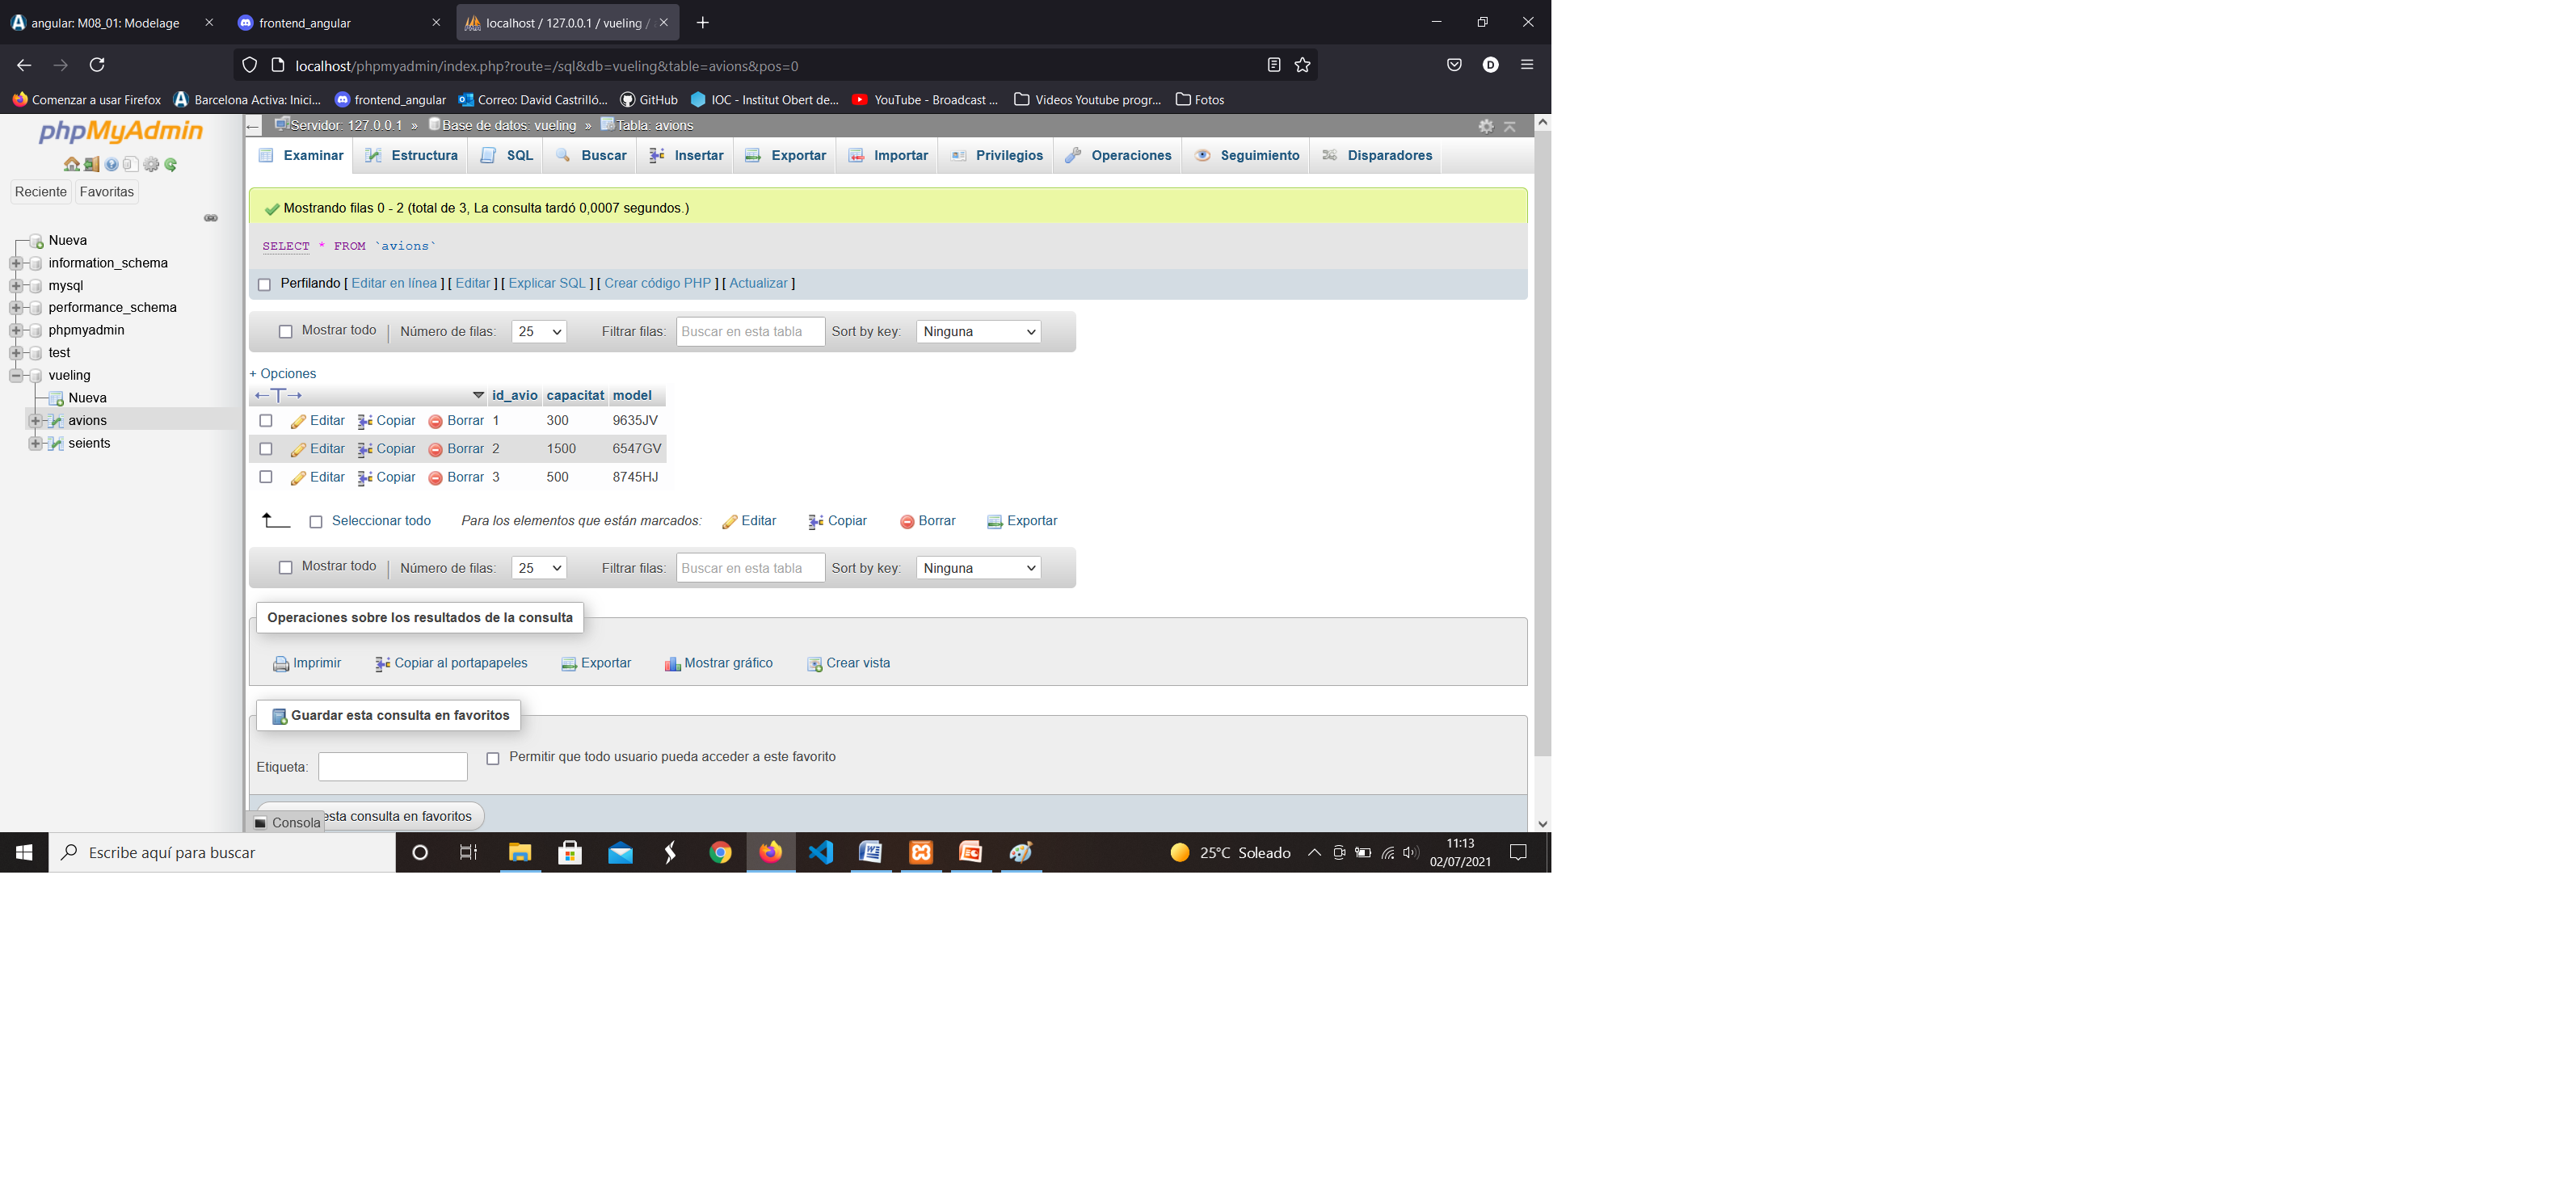 angular: M08_01: Modelage
frontend_angular
localhost / 127.0.0.1 / vueling /
localhost/phpmyadmin/index.php?route=/sql&db=vueling&table=avions&pos=0
D
Comenzar a usar Firefox
Barcelona Activa: Inici...
frontend_angular
Correo: David Castrilló...
GitHub
IOC - Institut Obert de...
YouTube - Broadcast ...
Videos Youtube progr...
Fotos
phpMyAdmin
Reciente
Favoritas
Nueva
information_schema
mysql
performance_schema
phpmyadmin
test
vueling
Nueva
avions
seients
Servidor: 127.0.0.1 » Base de datos: vueling » Tabla: avions
Examinar
Estructura
SQL
Buscar
Insertar
Exportar
Importar
Privilegios
Operaciones
Seguimiento
Disparadores
Mostrando filas 0 - 2 (total de 3, La consulta tardó 0,0007 segundos.)
SELECT * FROM `avions`
Perfilando [ Editar en línea ] [ Editar ] [ Explicar SQL ] [ Crear código PHP ] [ Actualizar ]
Mostrar todo | Número de filas: 25 Filtrar filas: Buscar en esta tabla Sort by key: Ninguna
+ Opciones
←T→ id_avio capacitat model
Editar Copiar Borrar 1 300 9635JV
Editar Copiar Borrar 2 1500 6547GV
Editar Copiar Borrar 3 500 8745HJ
Seleccionar todo Para los elementos que están marcados: Editar Copiar Borrar Exportar
Mostrar todo | Número de filas: 25 Filtrar filas: Buscar en esta tabla Sort by key: Ninguna
Operaciones sobre los resultados de la consulta
Imprimir Copiar al portapapeles Exportar Mostrar gráfico Crear vista
Guardar esta consulta en favoritos
Etiqueta: Permitir que todo usuario pueda acceder a este favorito
esta consulta en favoritos
Consola
Escribe aquí para buscar
25°C Soleado
11:13
02/07/2021